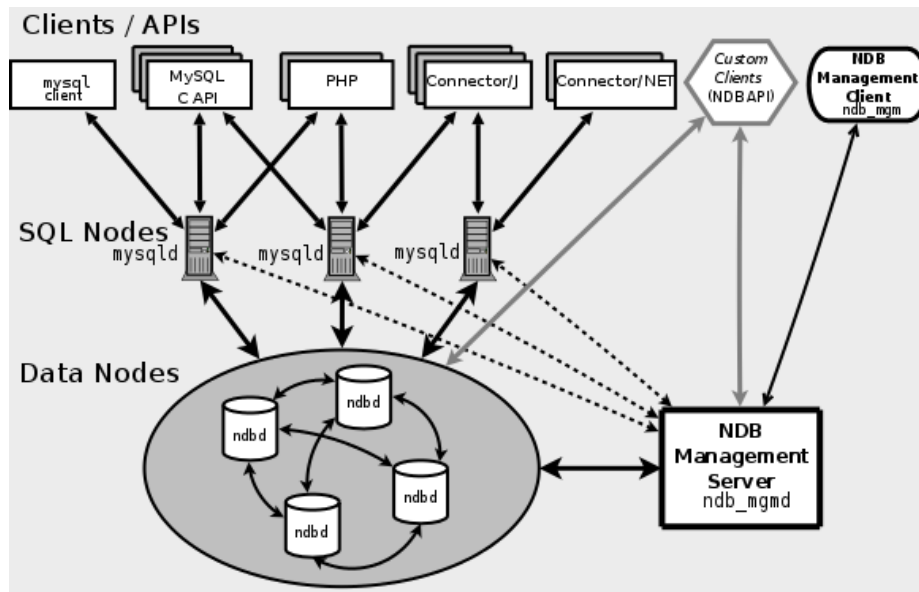 Clients / APIs
mysql
client
MySQL
C API
PHP
Connector/J
Connector/NET
Custom
Clients
(NDBAPI)
NDB
Management
Client
ndb_mgm
SQL Nodes
mysqld
mysqld
mysqld
Data Nodes
ndbd
ndbd
ndbd
ndbd
NDB
Management
Server
ndb_mgmd